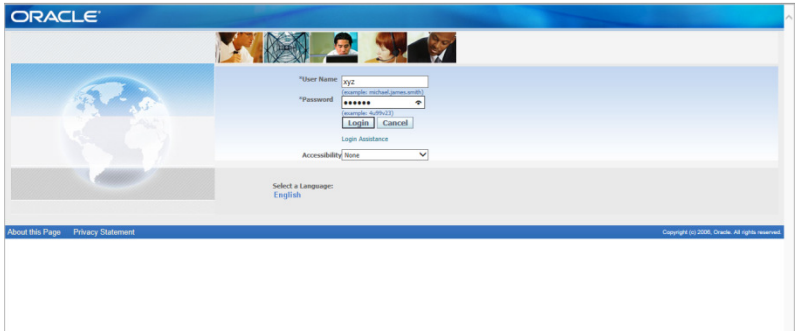 ORACLE
*User Name xyz
(example: michael.james.smith)
*Password ●●●●●●
(example: 4u99v23)
Login Cancel
Login Assistance
Accessibility None
Select a Language:
English
About this Page Privacy Statement Copyright (c) 2006, Oracle. All rights reserved.